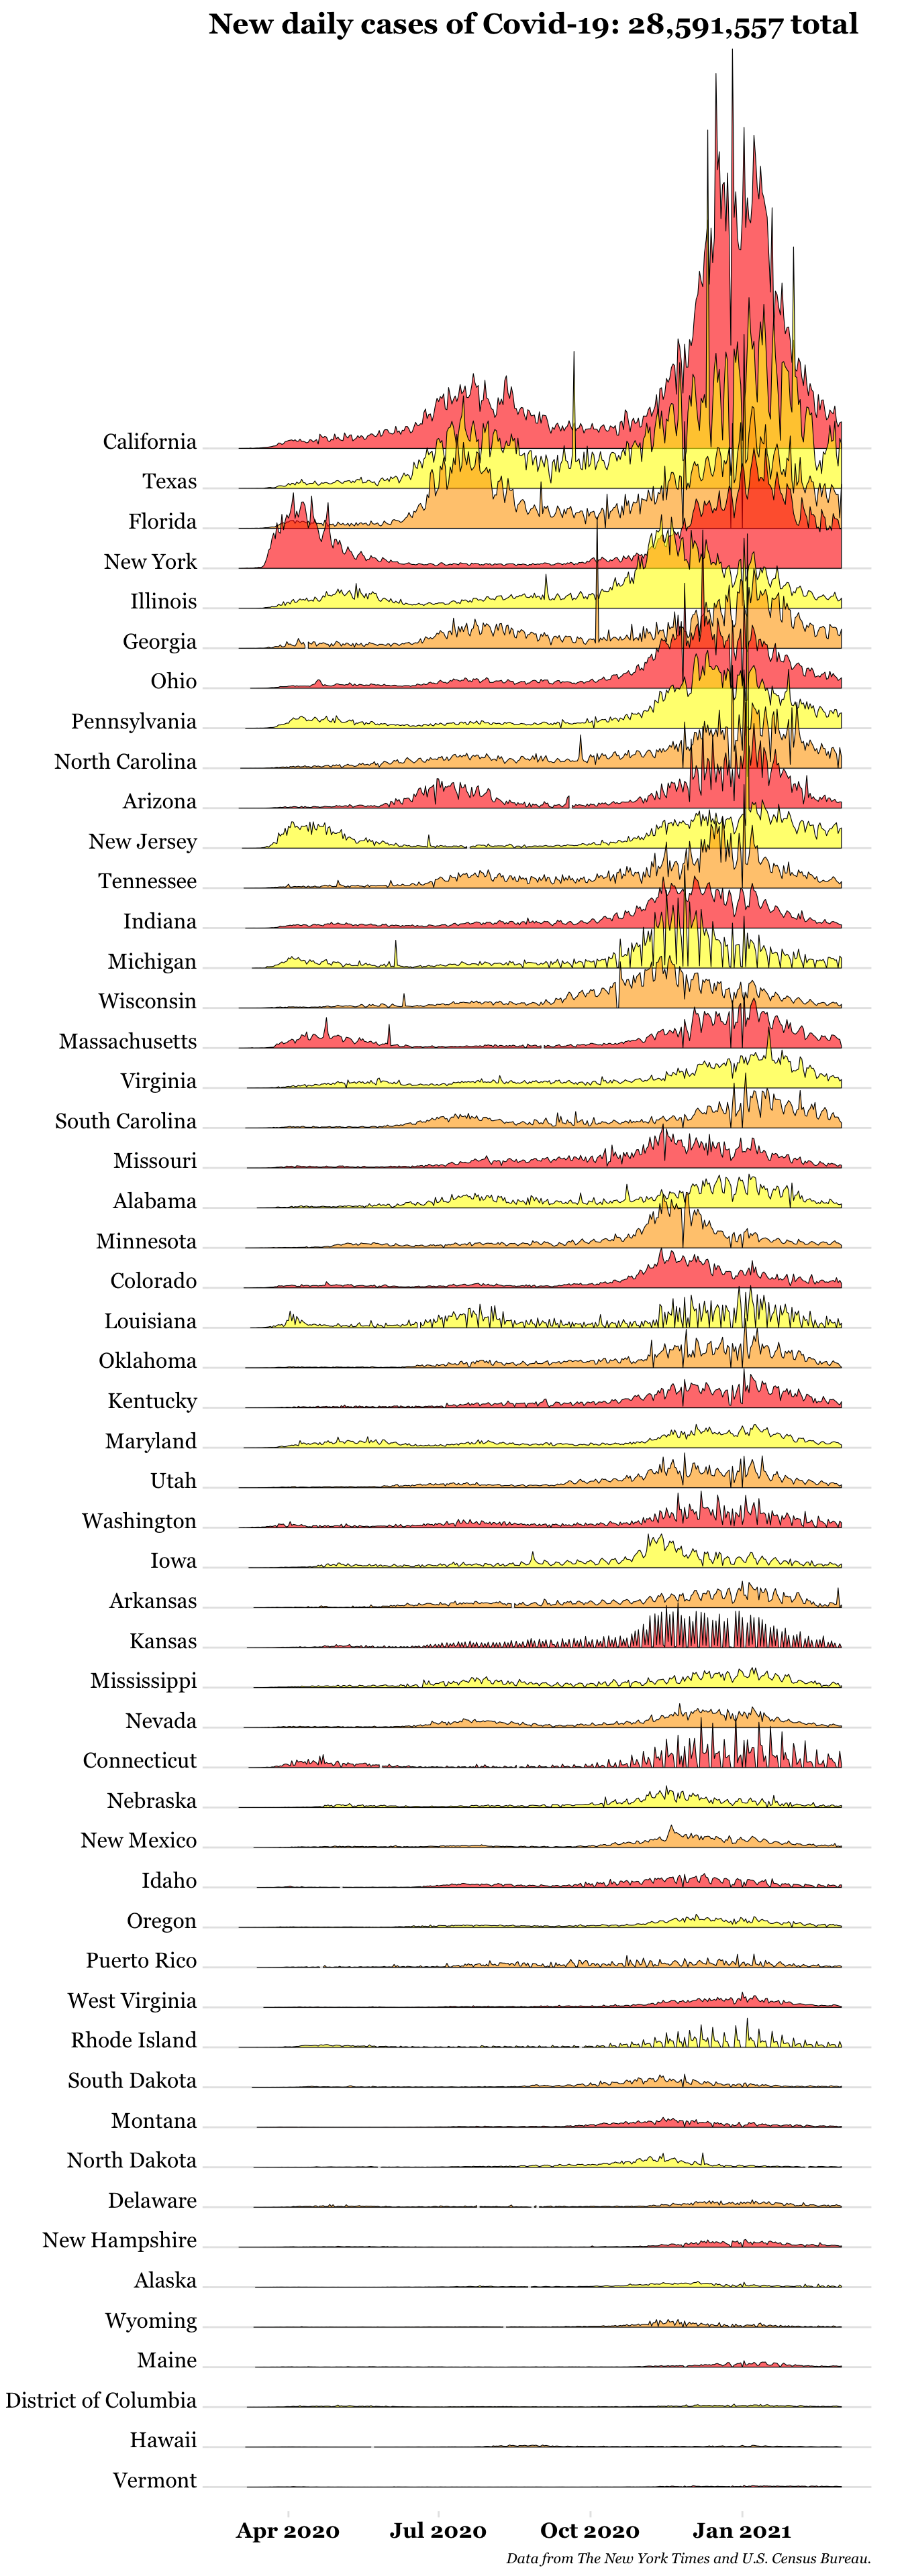 New daily cases of Covid-19: 28,591,557 total
California
Texas
Florida
New York
Illinois
Georgia
Ohio
Pennsylvania
North Carolina
Arizona
New Jersey
Tennessee
Indiana
Michigan
Wisconsin
Massachusetts
Virginia
South Carolina
Missouri
Alabama
Minnesota
Colorado
Louisiana
Oklahoma
Kentucky
Maryland
Utah
Washington
Iowa
Arkansas
Kansas
Mississippi
Nevada
Connecticut
Nebraska
New Mexico
Idaho
Oregon
Puerto Rico
West Virginia
Rhode Island
South Dakota
Montana
North Dakota
Delaware
New Hampshire
Alaska
Wyoming
Maine
District of Columbia
Hawaii
Vermont
Apr 2020 Jul 2020 Oct 2020 Jan 2021
Data from The New York Times and U.S. Census Bureau.